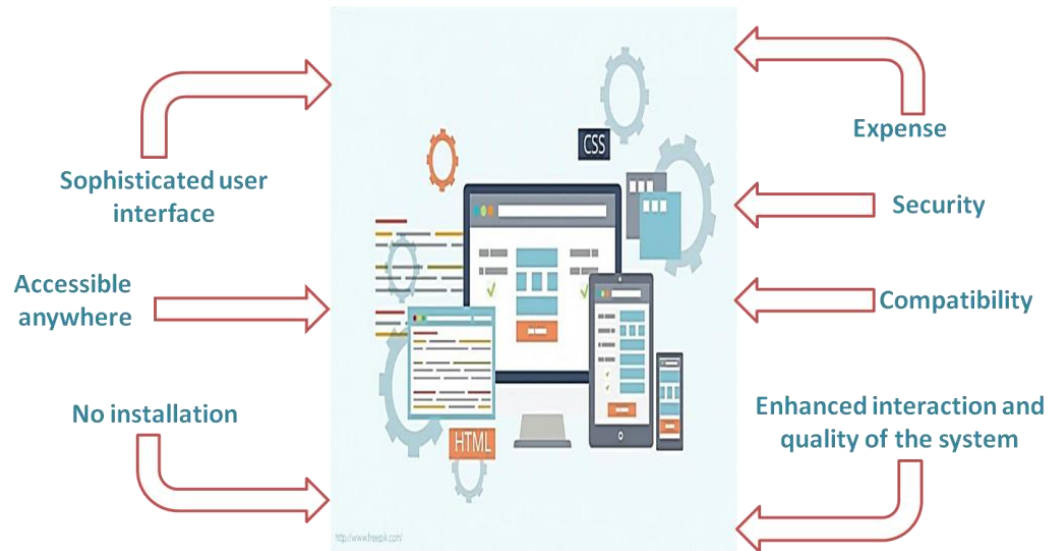 Sophisticated user
interface
Accessible
anywhere
No installation
CSS
HTML
http://www.freepik.com/
Expense
Security
Compatibility
Enhanced interaction and
quality of the system